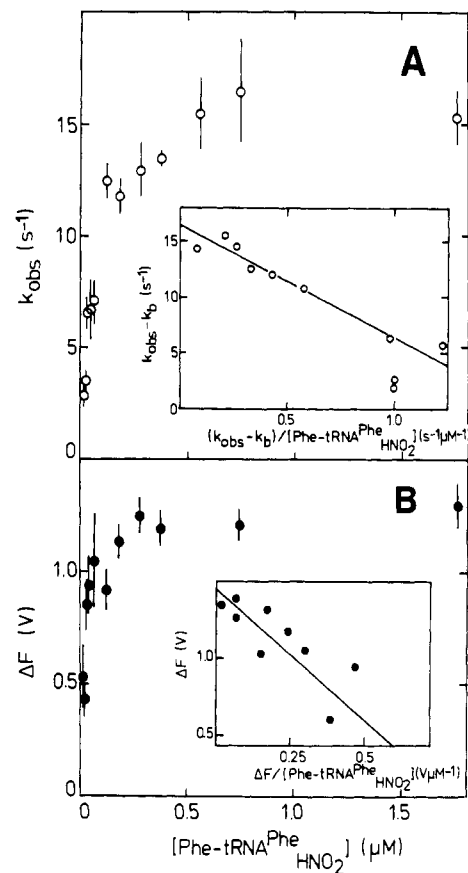 A
k_obs (s⁻¹)
15
10
5
0
k_obs-k_b (s⁻¹)
15
10
5
0
0.5
1.0
(k_obs-k_b)/[Phe-tRNA^Phe_HNO2](s⁻¹μM⁻¹)
B
ΔF (V)
1.0
0.5
0
ΔF (V)
1.0
0.5
0.25
0.5
ΔF/[Phe-tRNA^Phe_HNO2](VμM⁻¹)
0
0.5
1.0
1.5
[Phe-tRNA^Phe_HNO2] (μM)